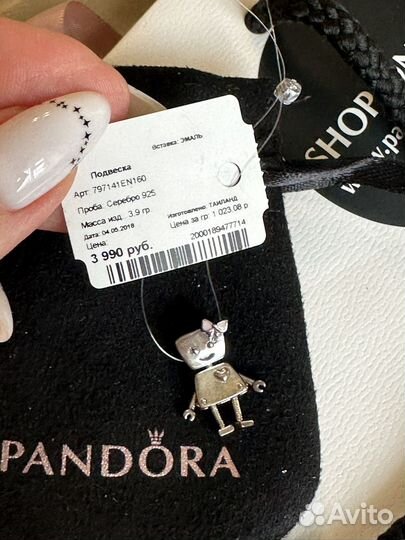 Вставка: ЭМАЛЬ
Подвеска
Арт. 797141EN160
Проба: Серебро 925
Масса изд.: 3,9 гр.
Изготовлено: ТАИЛАНД
Дата: 04.05.2018
Цена за гр: 1 023.08 р
Цена:
3 990 руб.
2000189477714
SHOP
PANDORA
Avito